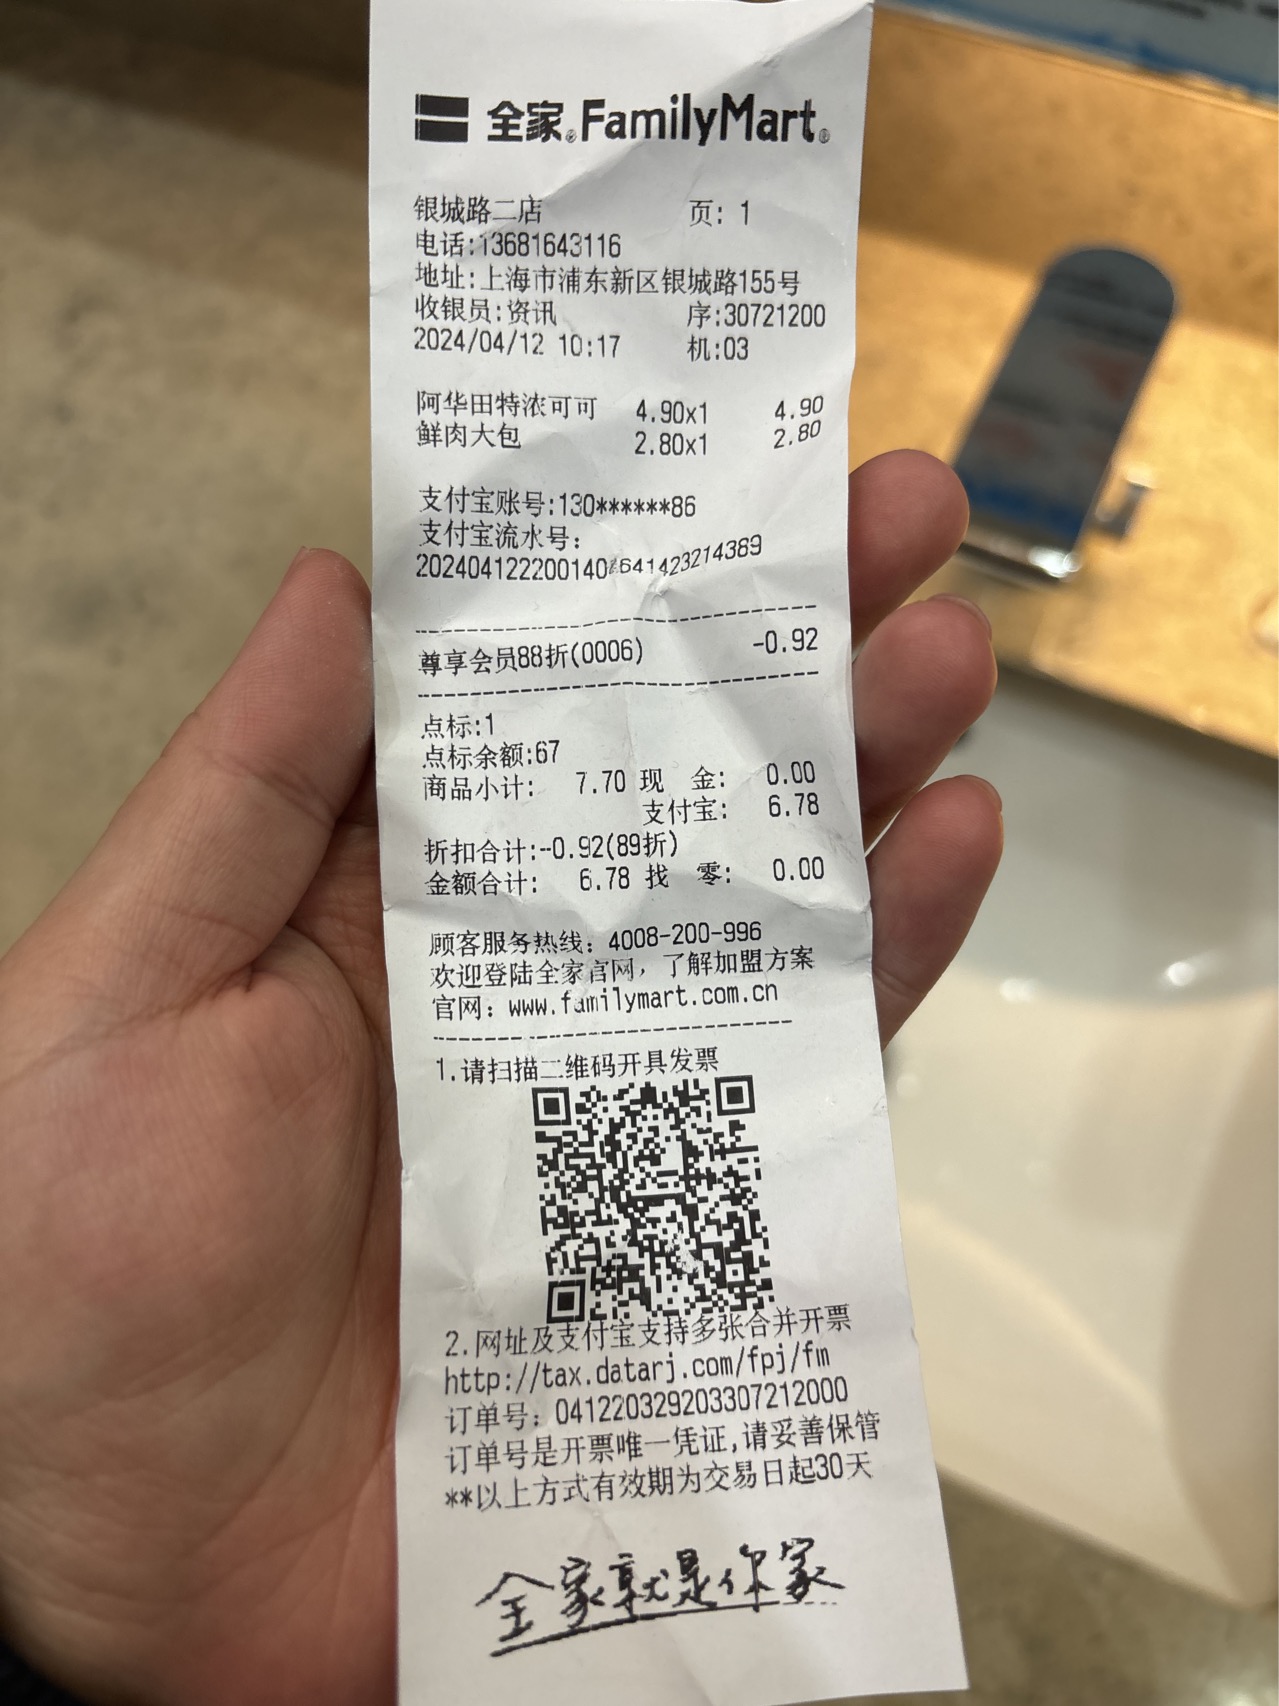 全家® FamilyMart®
银城路二店 页: 1
电话:13681643116
地址:上海市浦东新区银城路155号
收银员:资讯 序:30721200
2024/04/12 10:17 机:03
阿华田特浓可可 4.90x1 4.90
鲜肉大包 2.80x1 2.80
支付宝账号:130******86
支付宝流水号:
尊享会员88折(0006) -0.92
点标:1
点标余额:67
商品小计: 7.70 现 金: 0.00
支付宝: 6.78
折扣合计:-0.92(89折)
金额合计: 6.78 找 零: 0.00
顾客服务热线: 4008-200-996
欢迎登陆全家官网, 了解加盟方案
官网: www.familymart.com.cn
1.请扫描二维码开具发票
2.网址及支付宝支持多张合并开票
http://tax.datarj.com/fpj/fm
订单号: 041220329203307212000
订单号是开票唯一凭证,请妥善保管
**以上方式有效期为交易日起30天
全家就是你家